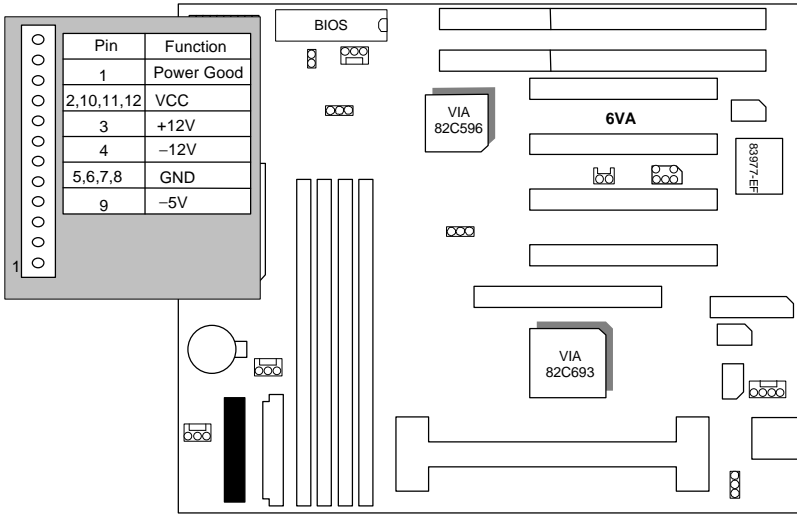 Pin Function
1 Power Good
2,10,11,12 VCC
3 +12V
4 −12V
5,6,7,8 GND
9 −5V
1
BIOS
VIA
82C596
6VA
83977-EF
VIA
82C693